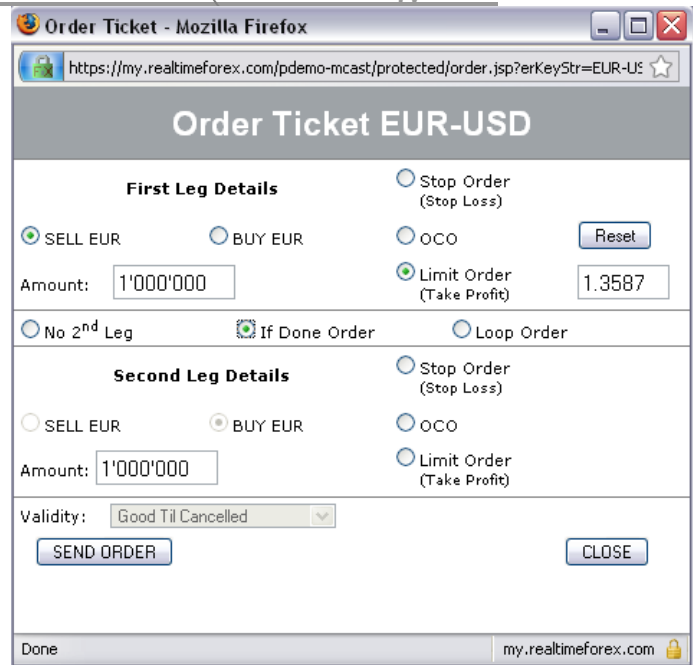 Order Ticket - Mozilla Firefox
https://my.realtimeforex.com/pdemo-mcast/protected/order.jsp?erKeyStr=EUR-US
Order Ticket EUR-USD
First Leg Details
Stop Order
(Stop Loss)
SELL EUR BUY EUR OCO Reset
Amount: 1'000'000 Limit Order 1.3587
(Take Profit)
No 2nd Leg If Done Order Loop Order
Second Leg Details
Stop Order
(Stop Loss)
SELL EUR BUY EUR OCO
Amount: 1'000'000 Limit Order
(Take Profit)
Validity: Good Til Cancelled
SEND ORDER CLOSE
Done my.realtimeforex.com